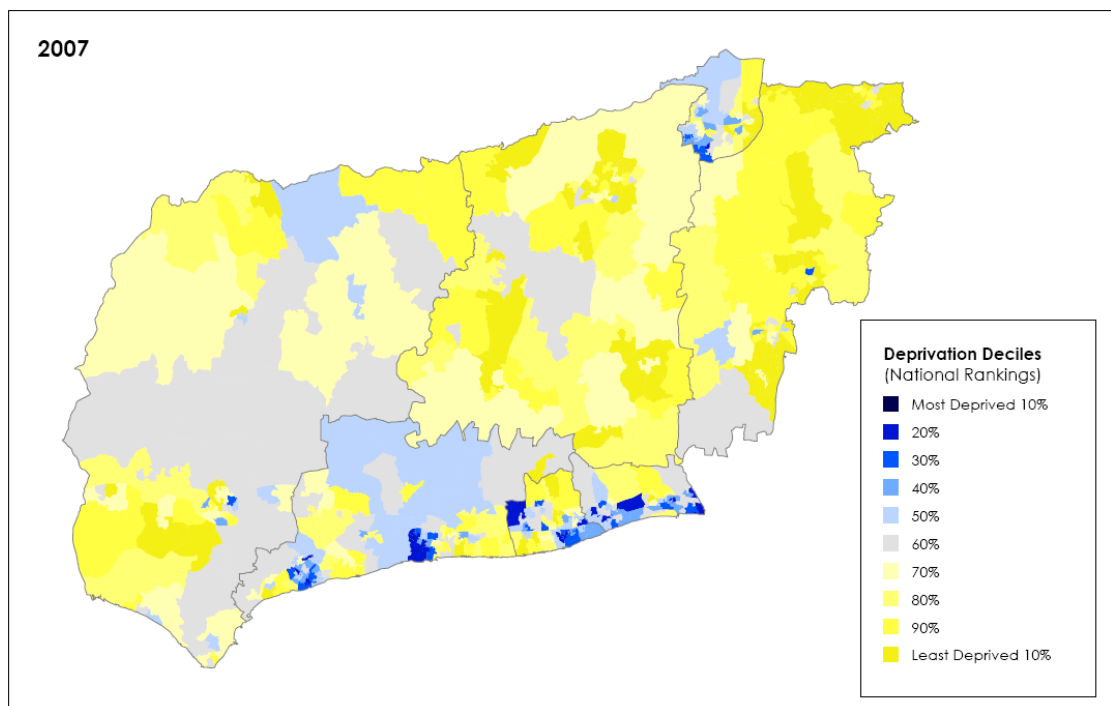 2007
Deprivation Deciles
(National Rankings)
Most Deprived 10%
20%
30%
40%
50%
60%
70%
80%
90%
Least Deprived 10%